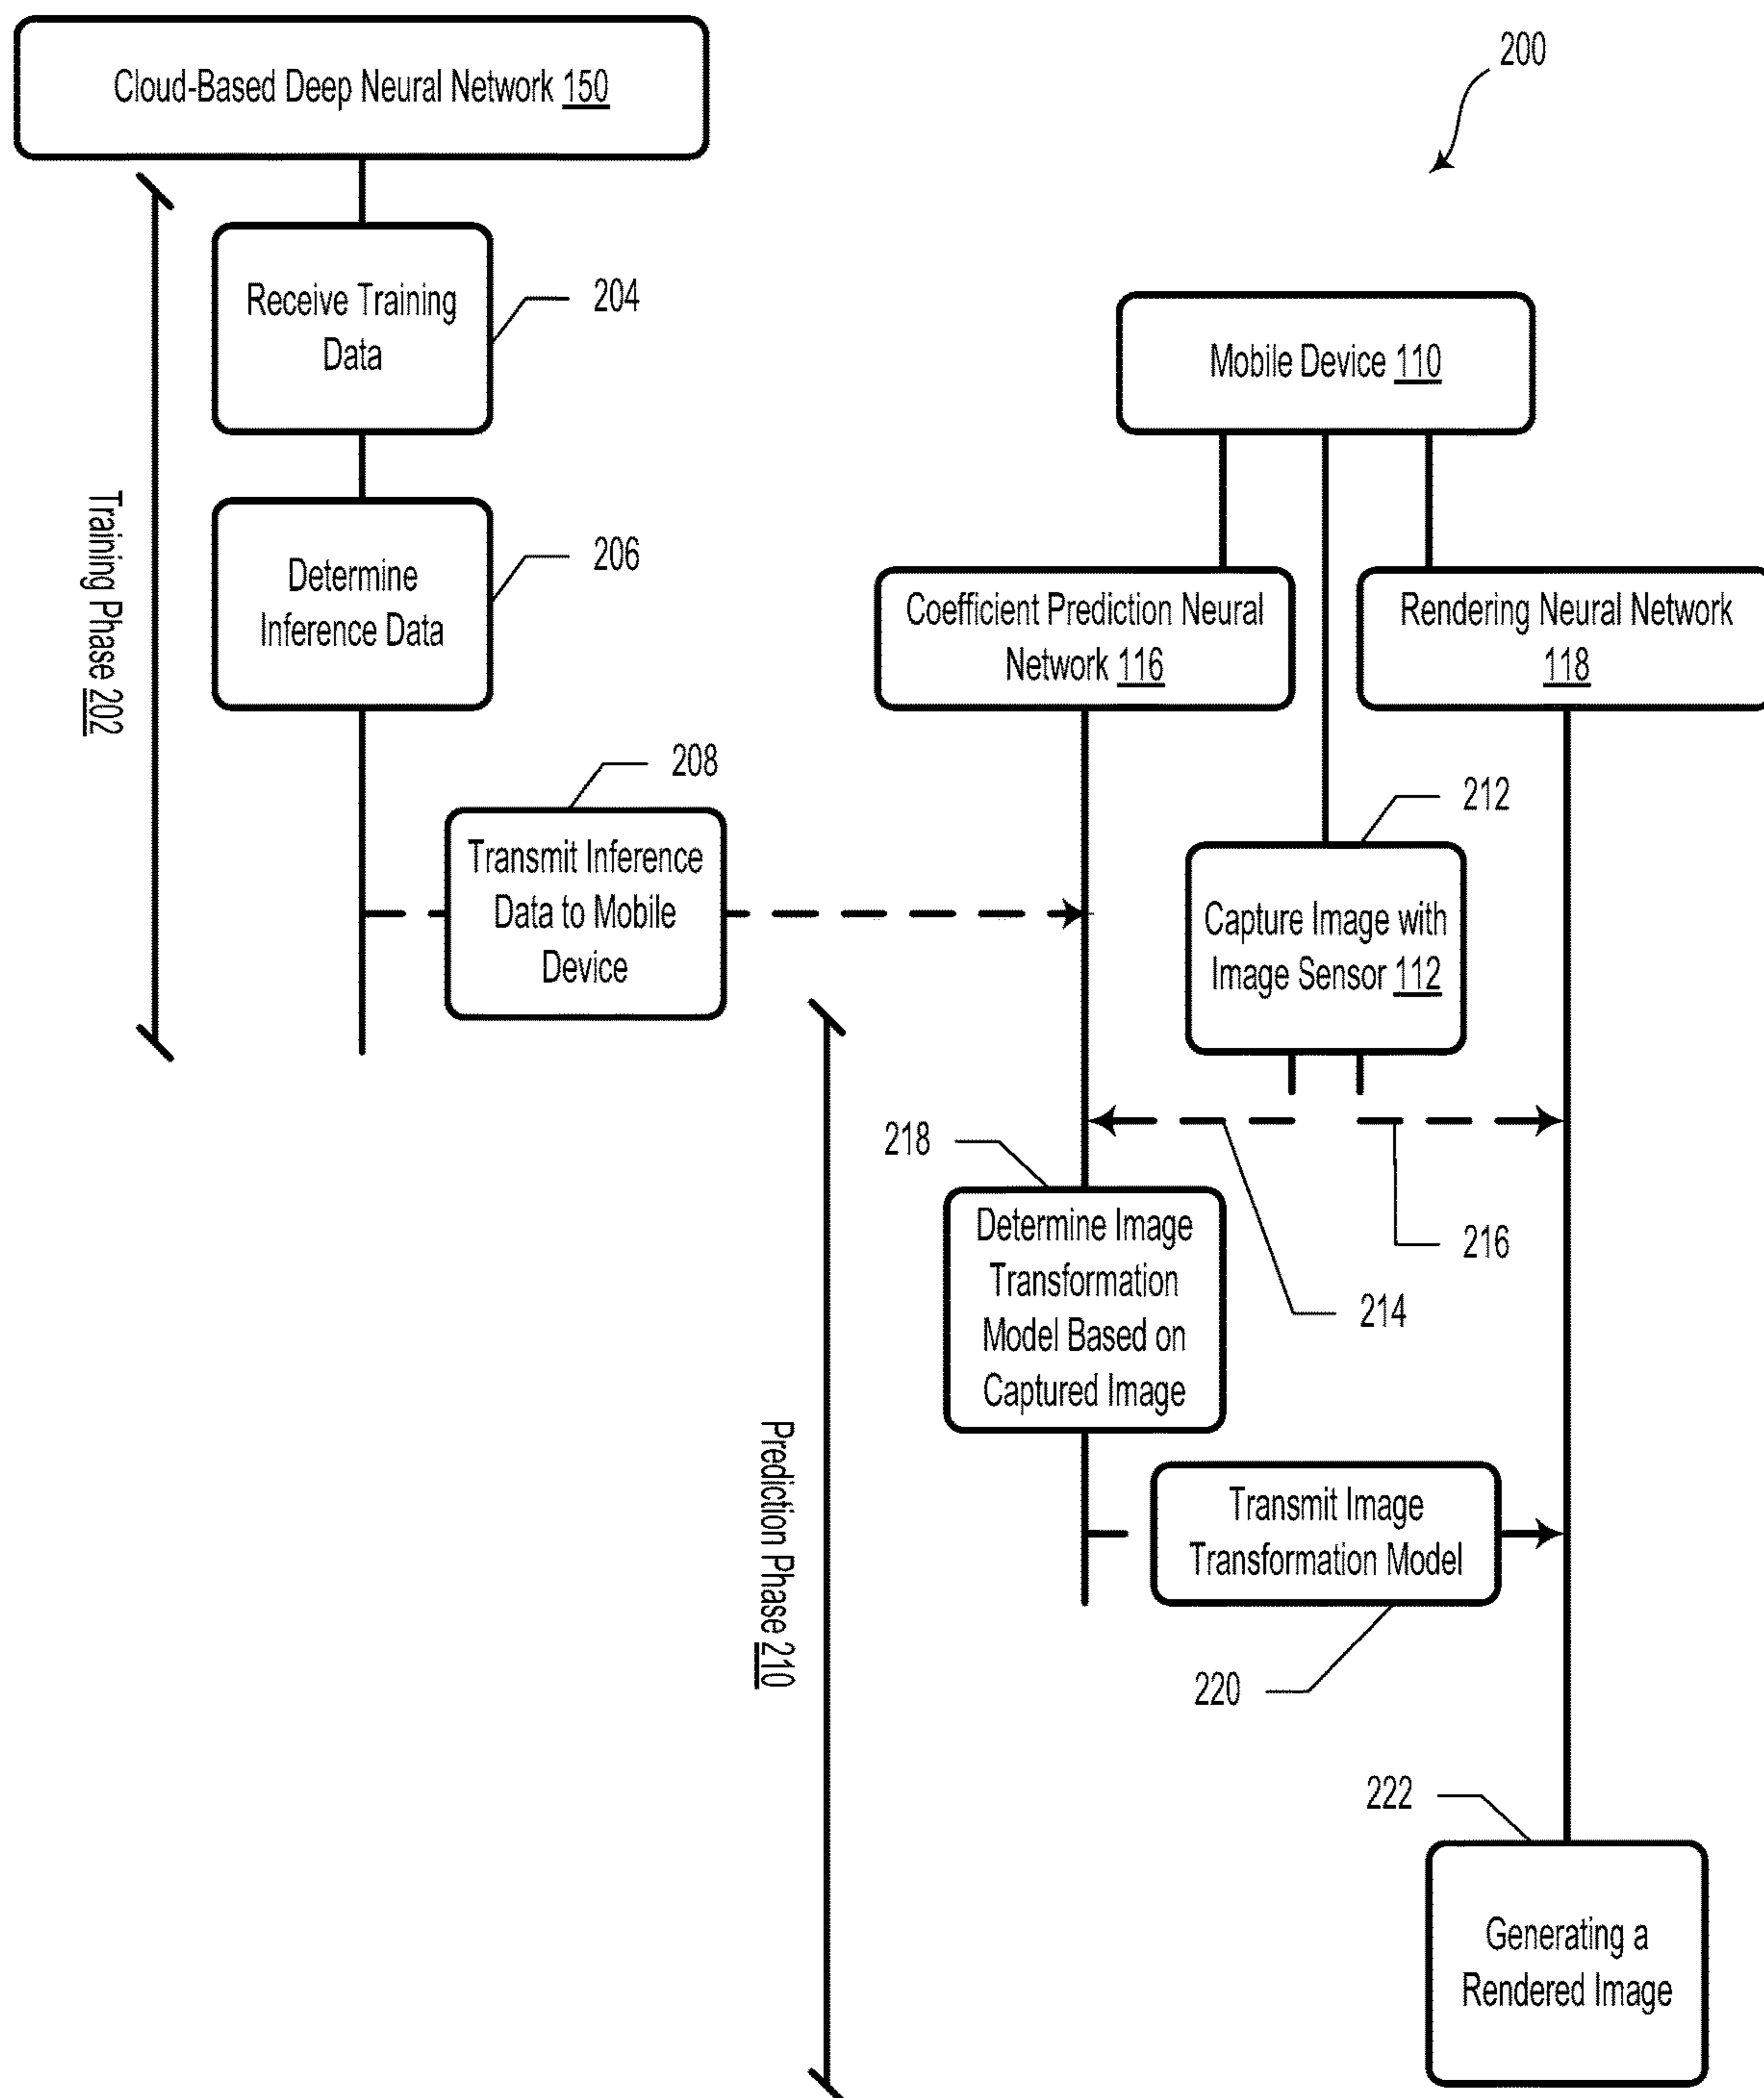 Cloud-Based Deep Neural Network 150
200
Receive Training
Data
204
Mobile Device 110
Training Phase 202
Determine
Inference Data
206
Coefficient Prediction Neural
Network 116
Rendering Neural Network
118
208
Transmit Inference
Data to Mobile
Device
212
Capture Image with
Image Sensor 112
Prediction Phase 210
218
Determine Image
Transformation
Model Based on
Captured Image
216
214
Transmit Image
Transformation Model
220
222
Generating a
Rendered Image